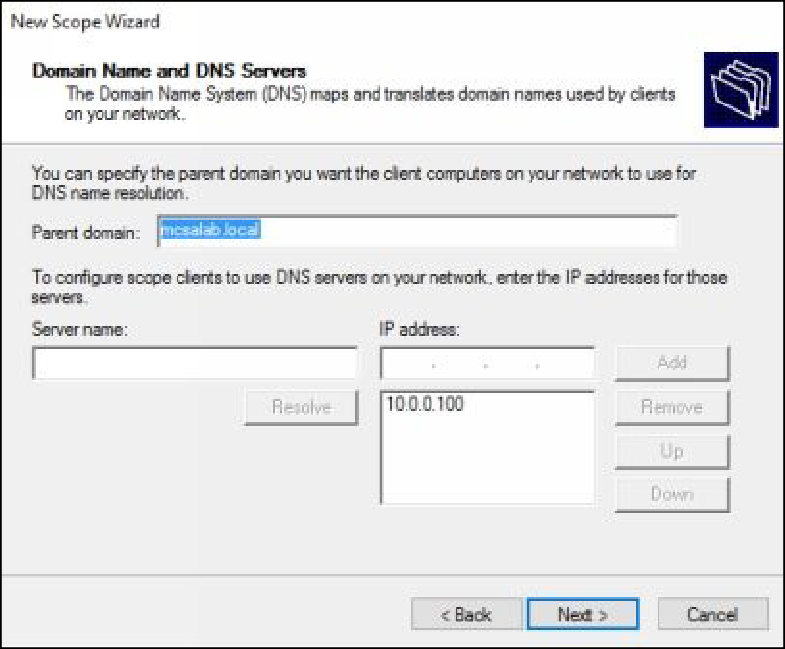 New Scope Wizard
Domain Name and DNS Servers
The Domain Name System (DNS) maps and translates domain names used by clients
on your network.
You can specify the parent domain you want the client computers on your network to use for
DNS name resolution.
Parent domain: mcsalab.local
To configure scope clients to use DNS servers on your network, enter the IP addresses for those
servers.
Server name: IP address:
. . . Add
Resolve 10.0.0.100 Remove
Up
Down
< Back Next > Cancel